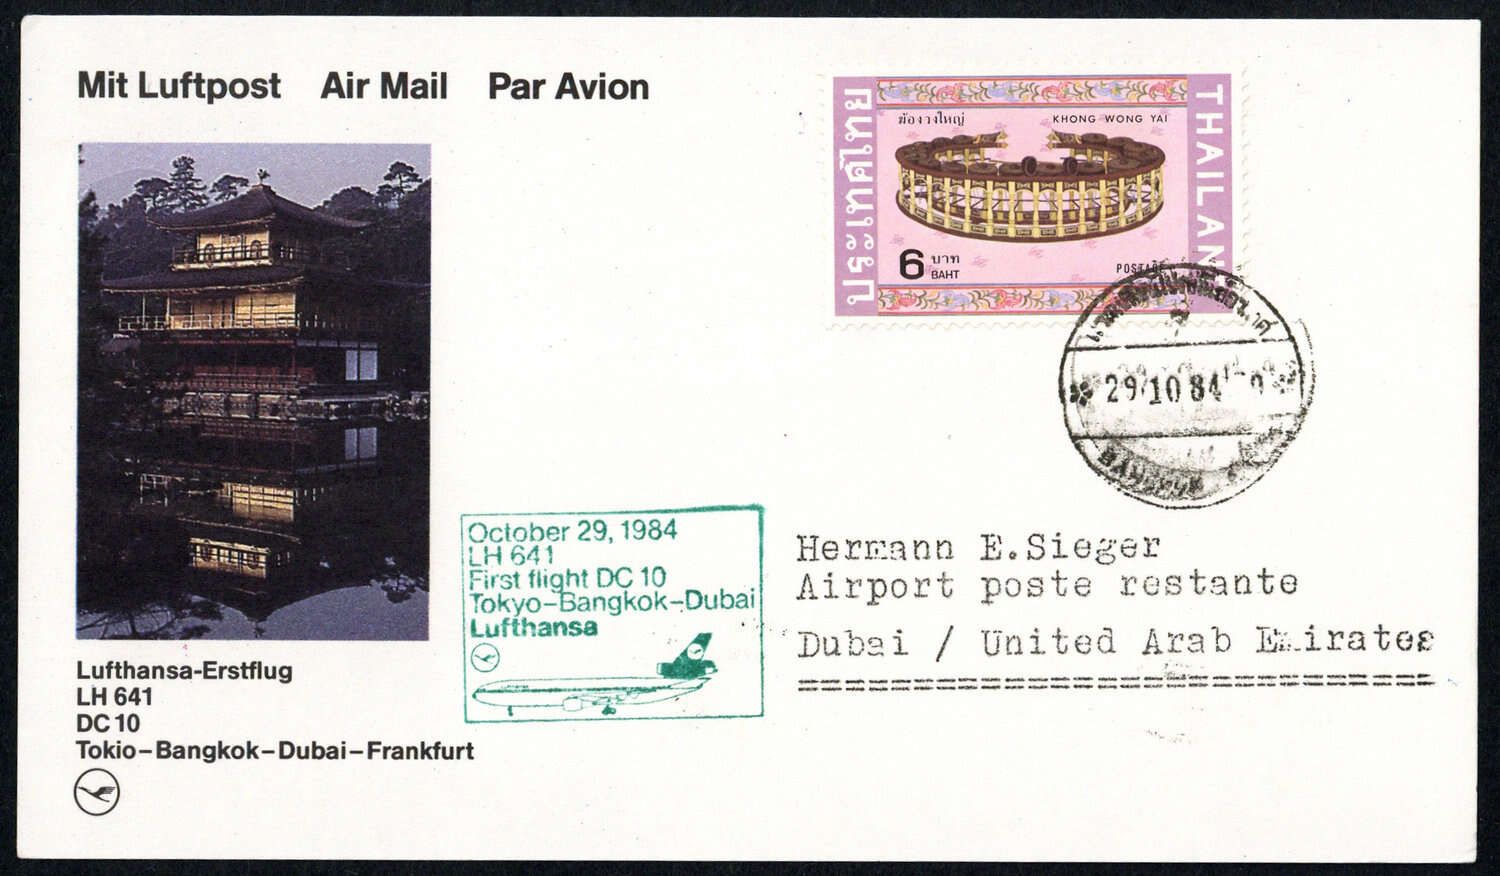 Mit Luftpost Air Mail Par Avion
ประเทศไทย
ฆ้องวงใหญ่ KHONG WONG YAI
THAILAND
6 บาท
BAHT
POSTAGE
29 10 84
BANGKOK
October 29, 1984
LH 641
First flight DC 10
Tokyo–Bangkok–Dubai
Lufthansa
Hermann E.Sieger
Airport poste restante
Dubai / United Arab Emirates
Lufthansa-Erstflug
LH 641
DC 10
Tokio–Bangkok–Dubai–Frankfurt